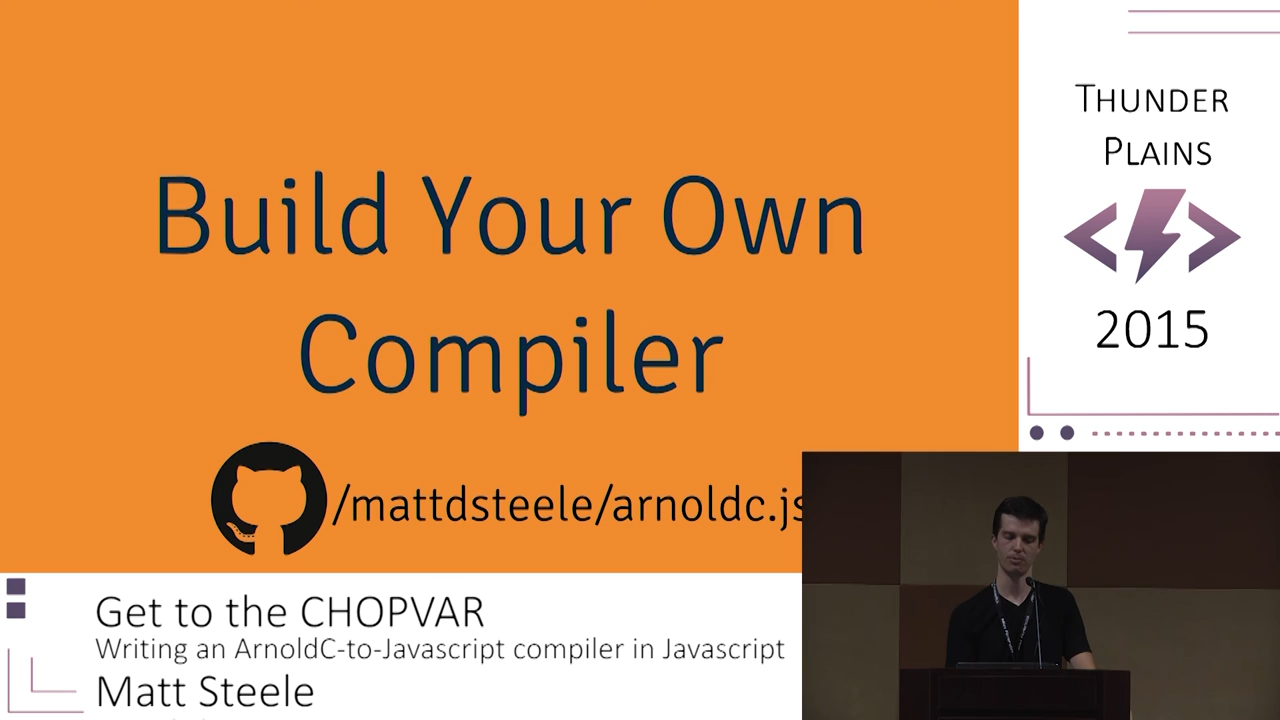 Build Your Own
Compiler
/mattdsteele/arnoldc.js
THUNDER
PLAINS
2015
Get to the CHOPVAR
Writing an ArnoldC-to-Javascript compiler in Javascript
Matt Steele